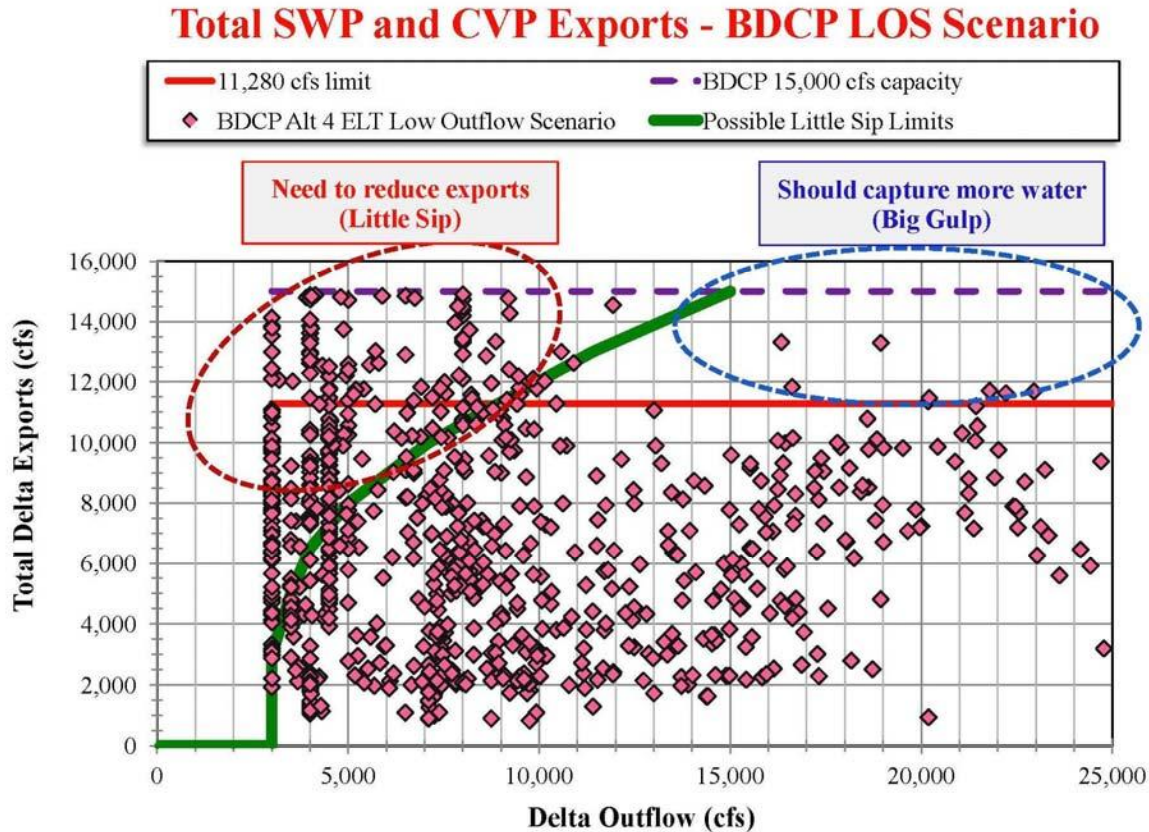 Total SWP and CVP Exports - BDCP LOS Scenario
11,280 cfs limit
BDCP 15,000 cfs capacity
BDCP Alt 4 ELT Low Outflow Scenario
Possible Little Sip Limits
Need to reduce exports
(Little Sip)
Should capture more water
(Big Gulp)
16,000
14,000
12,000
10,000
8,000
6,000
4,000
2,000
0
Total Delta Exports (cfs)
0
5,000
10,000
15,000
20,000
25,000
Delta Outflow (cfs)